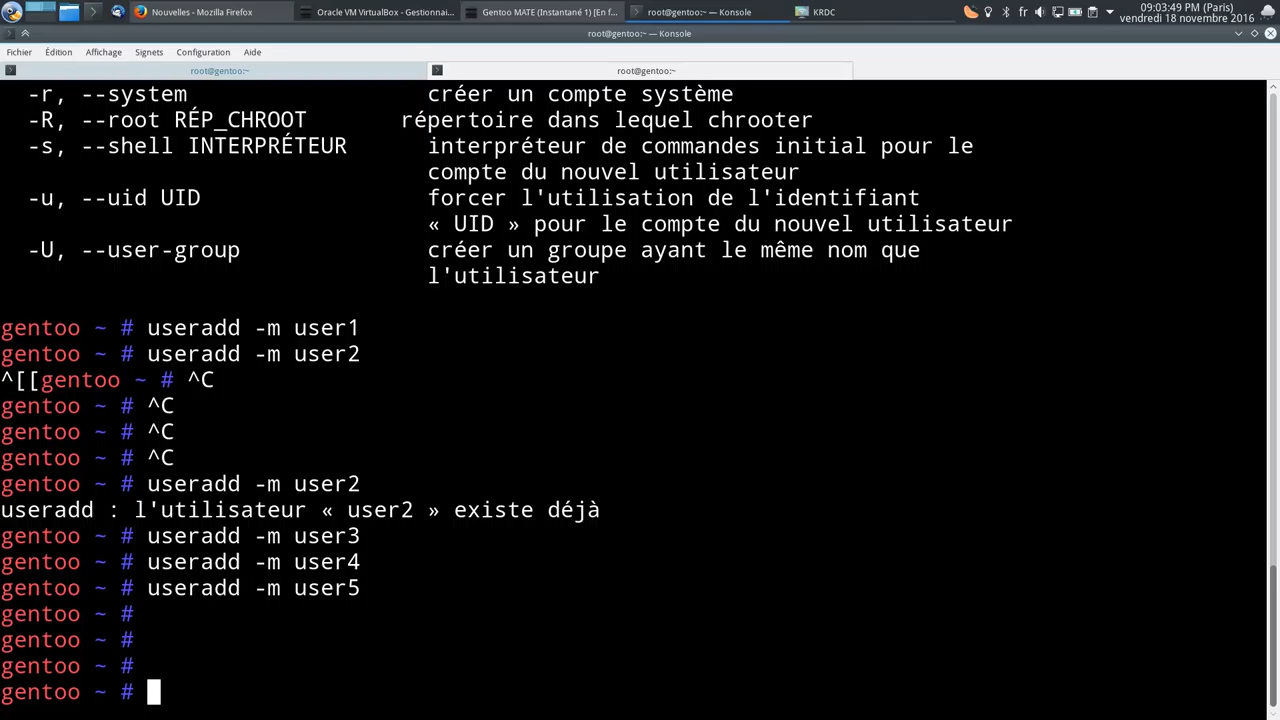 Nouvelles - Mozilla Firefox
Oracle VM VirtualBox - Gestionnai...
Gentoo MATE (Instantané 1) [En f...
root@gentoo:~ — Konsole
KRDC
fr
09:03:49 PM (Paris)
vendredi 18 novembre 2016
root@gentoo:~ — Konsole
Fichier Édition Affichage Signets Configuration Aide
root@gentoo:~ root@gentoo:~
-r, --system créer un compte système
-R, --root RÉP_CHROOT répertoire dans lequel chrooter
-s, --shell INTERPRÉTEUR interpréteur de commandes initial pour le
compte du nouvel utilisateur
-u, --uid UID forcer l'utilisation de l'identifiant
« UID » pour le compte du nouvel utilisateur
-U, --user-group créer un groupe ayant le même nom que
l'utilisateur
gentoo ~ # useradd -m user1
gentoo ~ # useradd -m user2
^[[gentoo ~ # ^C
gentoo ~ # ^C
gentoo ~ # ^C
gentoo ~ # ^C
gentoo ~ # useradd -m user2
useradd : l'utilisateur « user2 » existe déjà
gentoo ~ # useradd -m user3
gentoo ~ # useradd -m user4
gentoo ~ # useradd -m user5
gentoo ~ #
gentoo ~ #
gentoo ~ #
gentoo ~ #